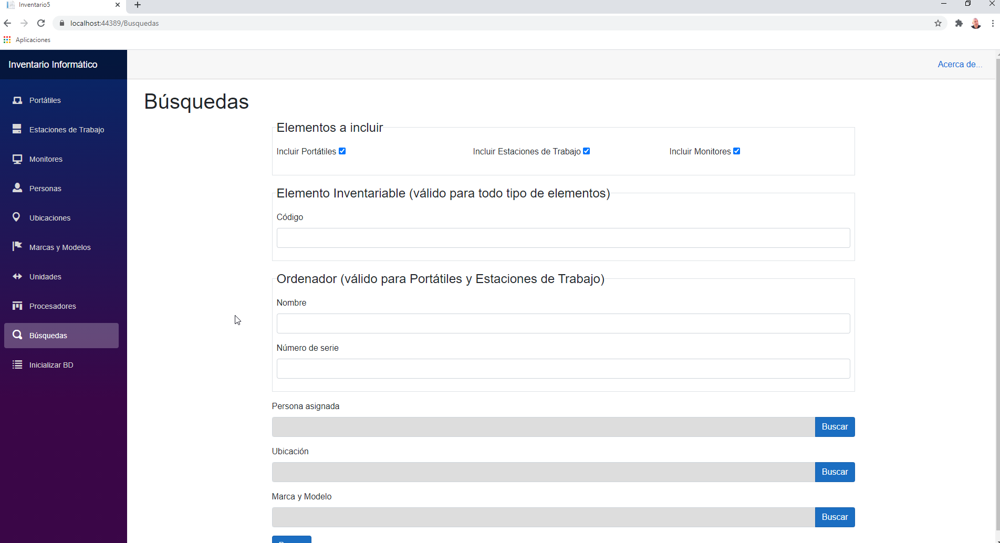 Inventario5
localhost:44389/Busquedas
Aplicaciones
Inventario Informático
Acerca de...
Portátiles
Estaciones de Trabajo
Monitores
Personas
Ubicaciones
Marcas y Modelos
Unidades
Procesadores
Búsquedas
Inicializar BD
Búsquedas
Elementos a incluir
Incluir Portátiles
Incluir Estaciones de Trabajo
Incluir Monitores
Elemento Inventariable (válido para todo tipo de elementos)
Código
Ordenador (válido para Portátiles y Estaciones de Trabajo)
Nombre
Número de serie
Persona asignada
Buscar
Ubicación
Buscar
Marca y Modelo
Buscar